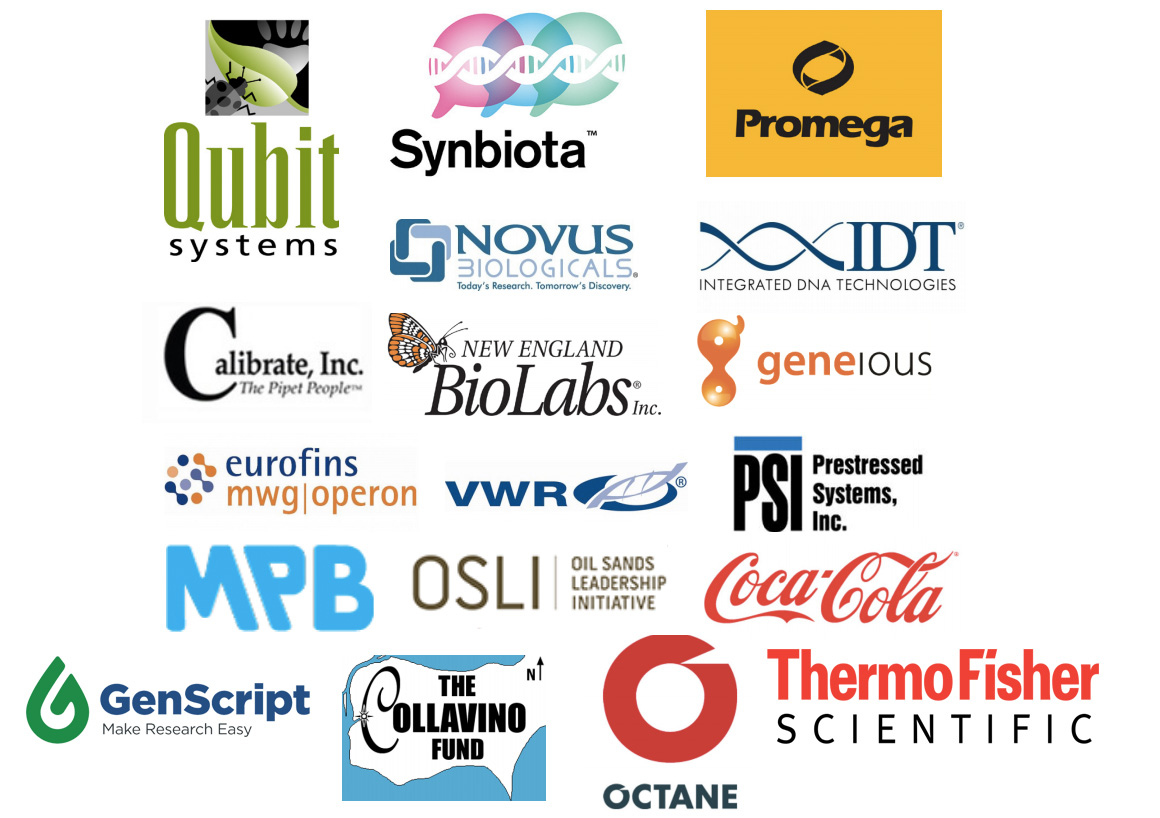 Qubit
systems
Synbiota™
Promega
NOVUS
BIOLOGICALS®
Today's Research. Tomorrow's Discovery.
IDT®
INTEGRATED DNA TECHNOLOGIES
Calibrate, Inc.
The Pipet People™
NEW ENGLAND
BioLabs® Inc.
geneious
eurofins
mwg|operon
VWR®
PSI
Prestressed
Systems,
Inc.
MPB
OSLI
OIL SANDS
LEADERSHIP
INITIATIVE
Coca-Cola®
GenScript
Make Research Easy
THE
COLLAVINO
FUND
N
OCTANE
ThermoFisher
SCIENTIFIC